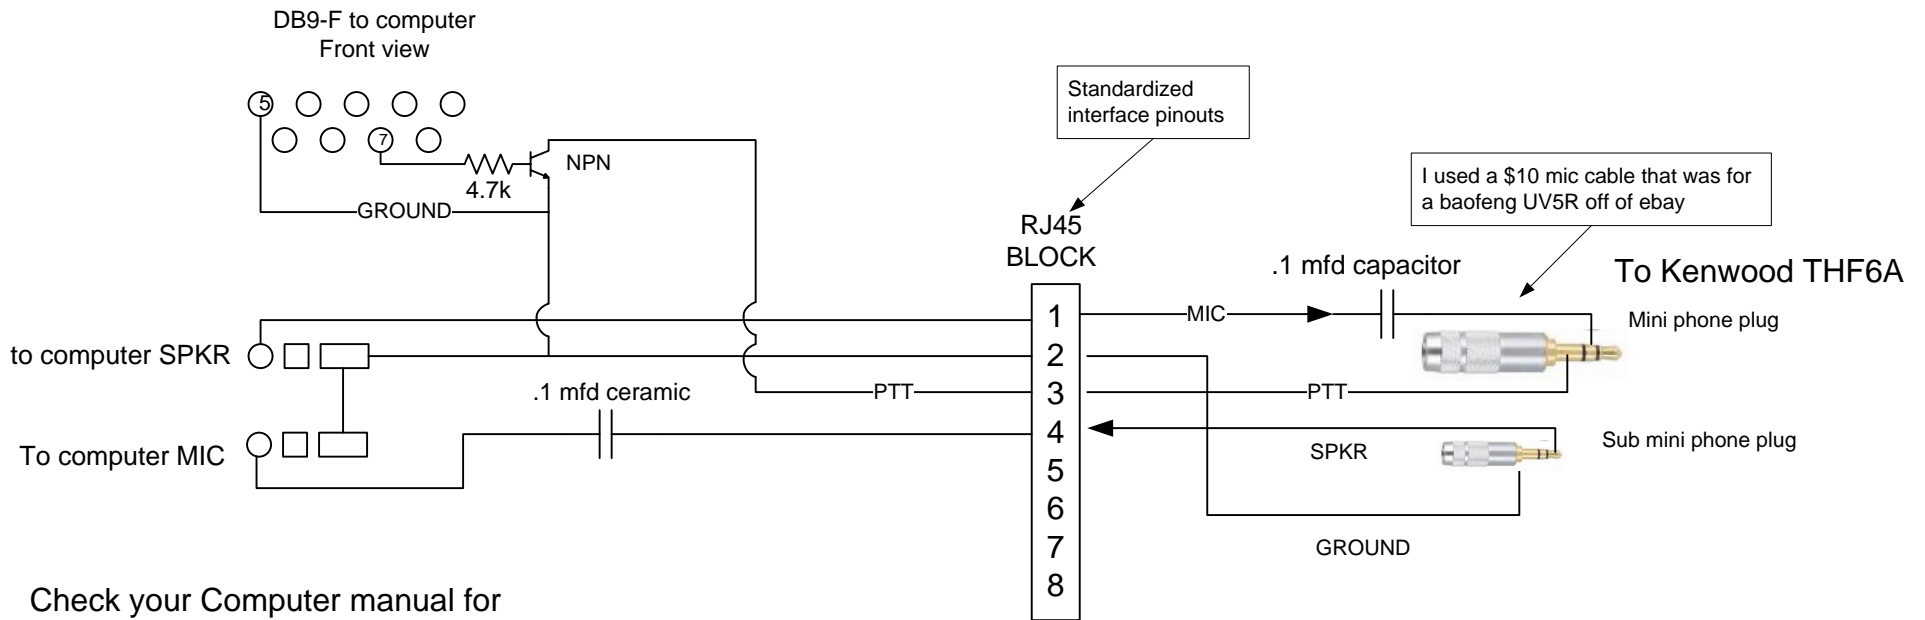 DB9-F to computer
Front view
5
7
NPN
4.7k
GROUND
Standardized
interface pinouts
I used a $10 mic cable that was for
a baofeng UV5R off of ebay
RJ45
BLOCK
.1 mfd capacitor
To Kenwood THF6A
Mini phone plug
to computer SPKR
To computer MIC
.1 mfd ceramic
PTT
1
2
3
4
5
6
7
8
MIC
PTT
SPKR
Sub mini phone plug
GROUND
Check your Computer manual for